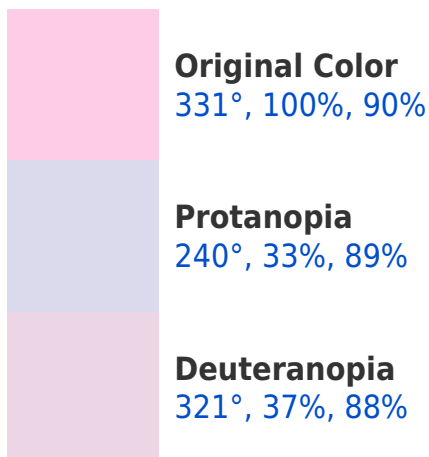 Original Color
331°, 100%, 90%
Protanopia
240°, 33%, 89%
Deuteranopia
321°, 37%, 88%